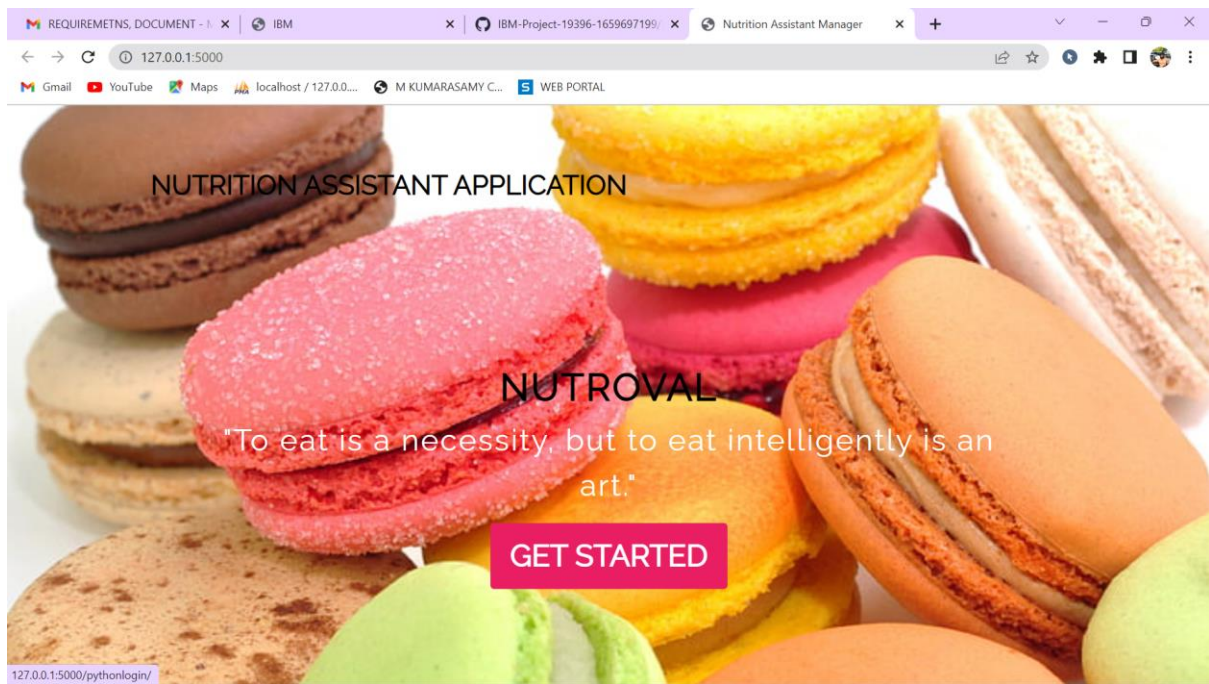 REQUIREMETNS, DOCUMENT - M
IBM
IBM-Project-19396-1659697199/
Nutrition Assistant Manager
127.0.0.1:5000
Gmail
YouTube
Maps
localhost / 127.0.0....
M KUMARASAMY C...
WEB PORTAL
NUTRITION ASSISTANT APPLICATION
NUTROVAL
"To eat is a necessity, but to eat intelligently is an
art."
GET STARTED
127.0.0.1:5000/pythonlogin/